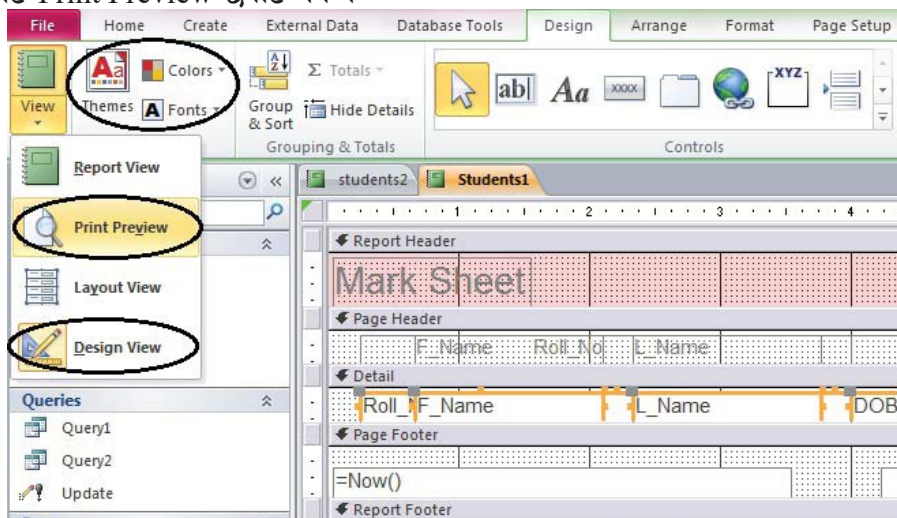 Print Preview
File Home Create External Data Database Tools Design Arrange Format Page Setup
View
Aa Themes
Colors
A Fonts
Group & Sort
Σ Totals
Hide Details
ab| Aa XXXX XYZ
Grouping & Totals
Controls
Report View
Print Preview
Layout View
Design View
students2 Students1
1 2 3 4
Report Header
Mark Sheet
Page Header
F_Name Roll_No L_Name
Detail
F_Name L_Name DOB
Page Footer
=Now()
Report Footer
Queries
Query1
Query2
Update